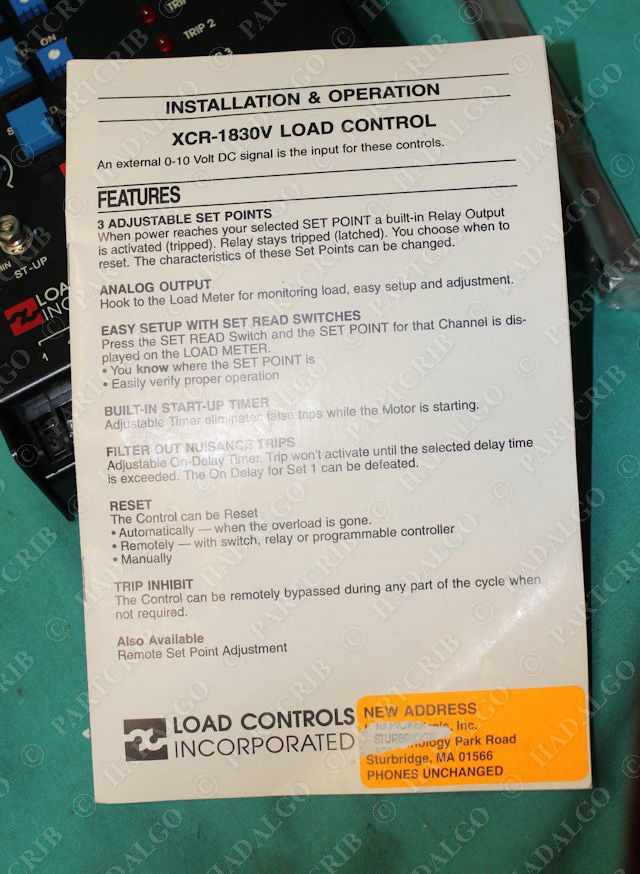 TRIP 2
3
ON
ST-UP
LOA
INC
1
INSTALLATION & OPERATION
XCR-1830V LOAD CONTROL
An external 0-10 Volt DC signal is the input for these controls.
FEATURES
3 ADJUSTABLE SET POINTS
When power reaches your selected SET POINT a built-in Relay Output
is activated (tripped). Relay stays tripped (latched). You choose when to
reset. The characteristics of these Set Points can be changed.
ANALOG OUTPUT
Hook to the Load Meter for monitoring load, easy setup and adjustment.
EASY SETUP WITH SET READ SWITCHES
Press the SET READ Switch and the SET POINT for that Channel is dis-
played on the LOAD METER.
• You know where the SET POINT is
• Easily verify proper operation
BUILT-IN START-UP TIMER
Adjustable Timer eliminates false trips while the Motor is starting.
FILTER OUT NUISANCE TRIPS
Adjustable On-Delay Timer. Trip won't activate until the selected delay time
is exceeded. The On Delay for Set 1 can be defeated.
RESET
The Control can be Reset
• Automatically — when the overload is gone.
• Remotely — with switch, relay or programmable controller
• Manually
TRIP INHIBIT
The Control can be remotely bypassed during any part of the cycle when
not required.
Also Available
Remote Set Point Adjustment
LOAD CONTROLS
INCORPORATED
NEW ADDRESS
Inc.
Park Road
Sturbridge, MA 01566
PHONES UNCHANGED
© PARTCRIB
© HADALGO